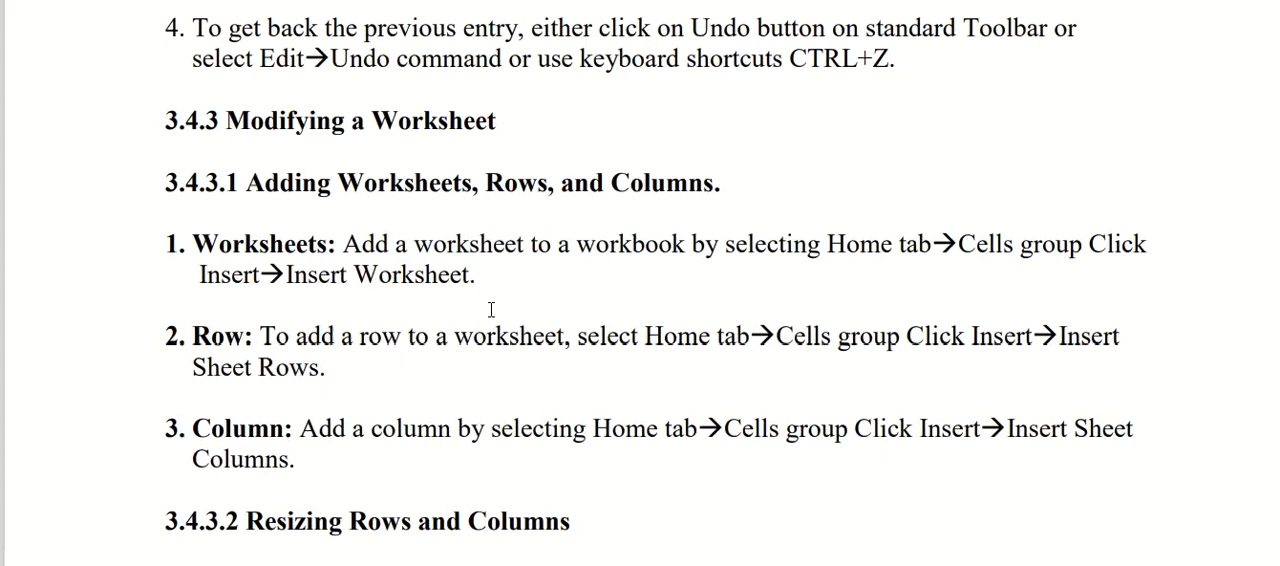 4. To get back the previous entry, either click on Undo button on standard Toolbar or
select Edit→Undo command or use keyboard shortcuts CTRL+Z.
3.4.3 Modifying a Worksheet
3.4.3.1 Adding Worksheets, Rows, and Columns.
1. Worksheets: Add a worksheet to a workbook by selecting Home tab→Cells group Click
Insert→Insert Worksheet.
2. Row: To add a row to a worksheet, select Home tab→Cells group Click Insert→Insert
Sheet Rows.
3. Column: Add a column by selecting Home tab→Cells group Click Insert→Insert Sheet
Columns.
3.4.3.2 Resizing Rows and Columns